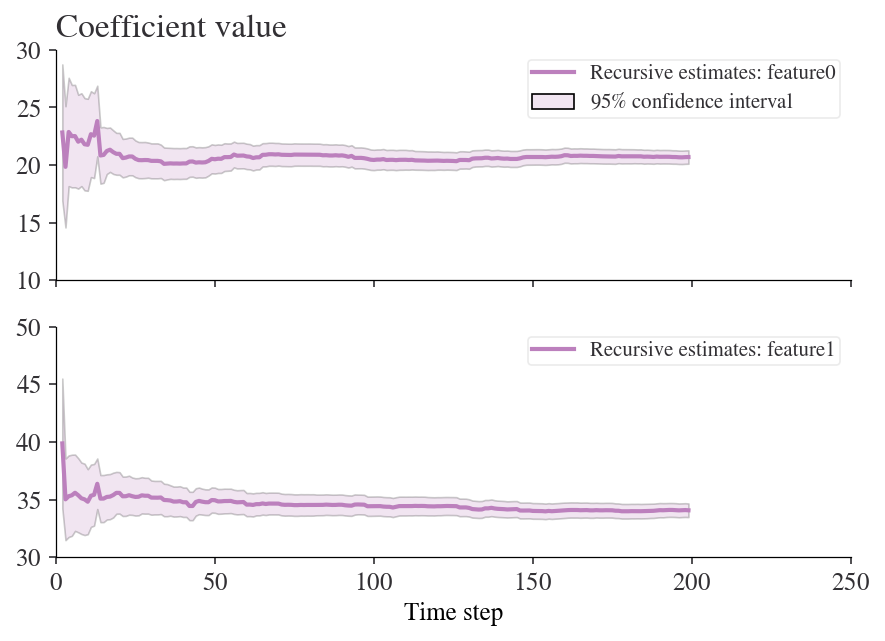 Coefficient value
30
25
20
15
10
Recursive estimates: feature0
95% confidence interval
50
45
40
35
30
Recursive estimates: feature1
0 50 100 150 200 250
Time step